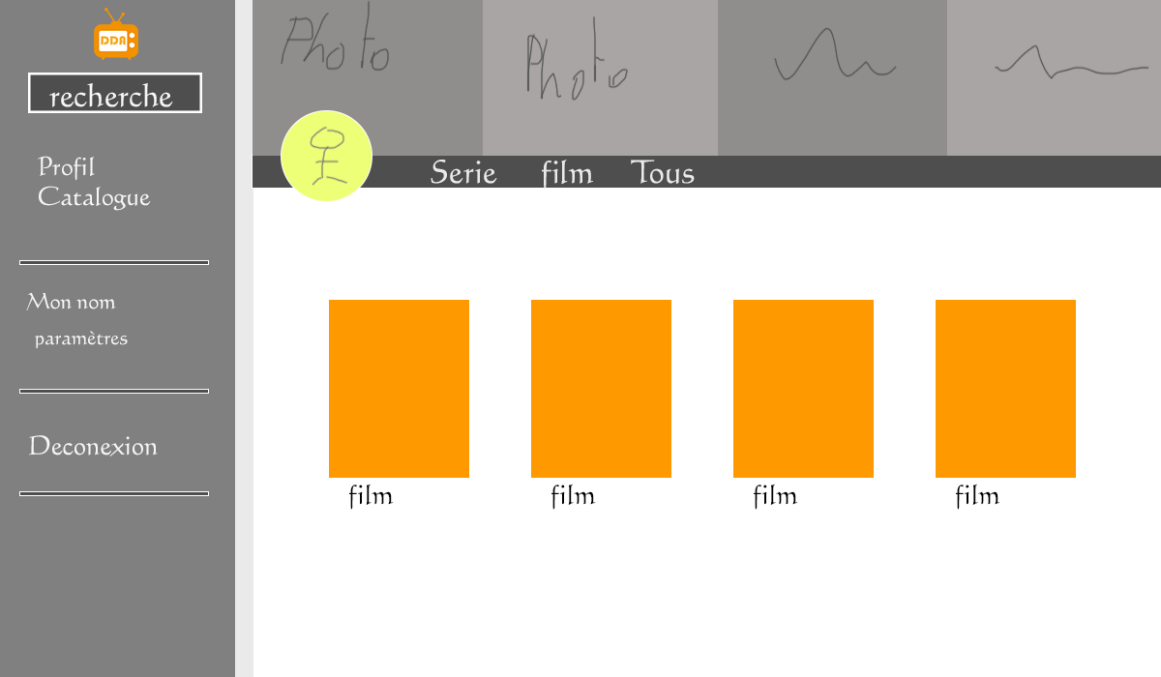 DDA
recherche
Profil
Catalogue
Mon nom
paramètres
Deconexion
Photo
Photo
Serie film Tous
film film film film